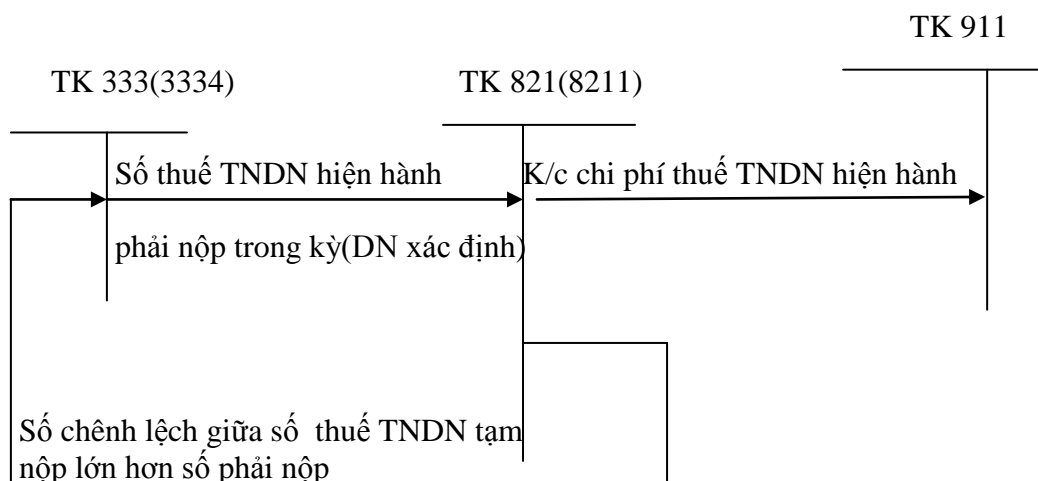 TK 911
TK 333(3334)
TK 821(8211)
Số thuế TNDN hiện hành
K/c chi phí thuế TNDN hiện hành
phải nộp trong kỳ(DN xác định)
Số chênh lệch giữa số thuế TNDN tạm
nộp lớn hơn số phải nộp